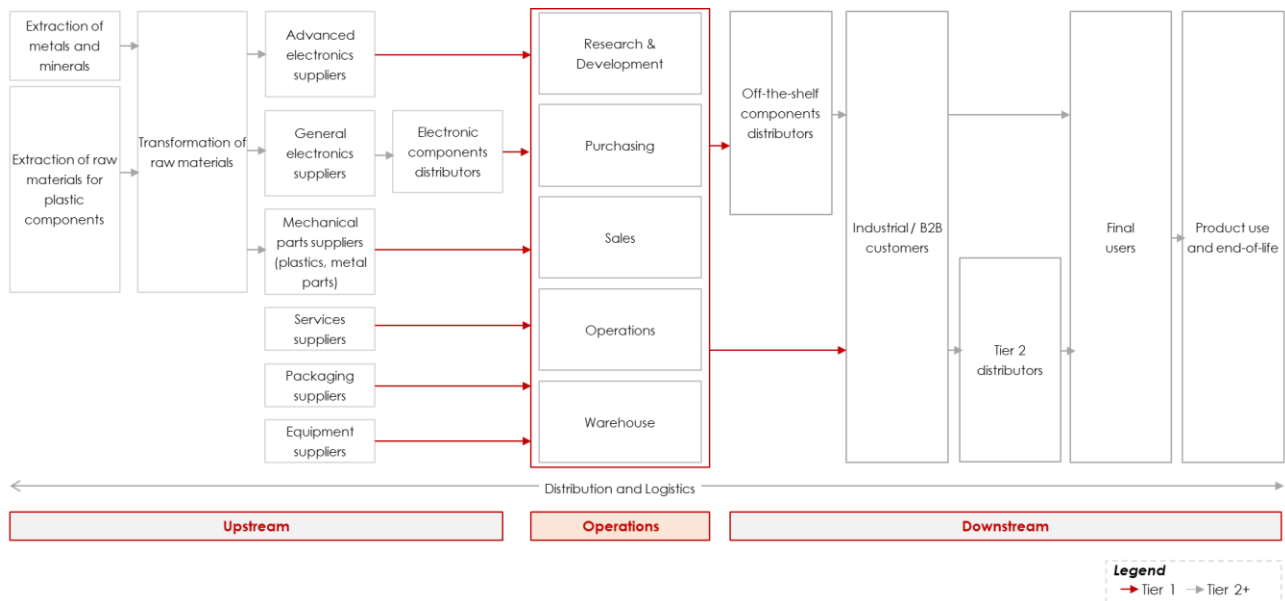 Extraction of
metals and
minerals
Extraction of raw
materials for
plastic
components
Transformation of
raw materials
Advanced
electronics
suppliers
General
electronics
suppliers
Electronic
components
distributors
Mechanical
parts suppliers
(plastics, metal
parts)
Services
suppliers
Packaging
suppliers
Equipment
suppliers
Research &
Development
Purchasing
Sales
Operations
Warehouse
Off-the-shelf
components
distributors
Industrial / B2B
customers
Tier 2
distributors
Final
users
Product use
and end-of-life
Distribution and Logistics
Upstream
Operations
Downstream
Legend
Tier 1
Tier 2+